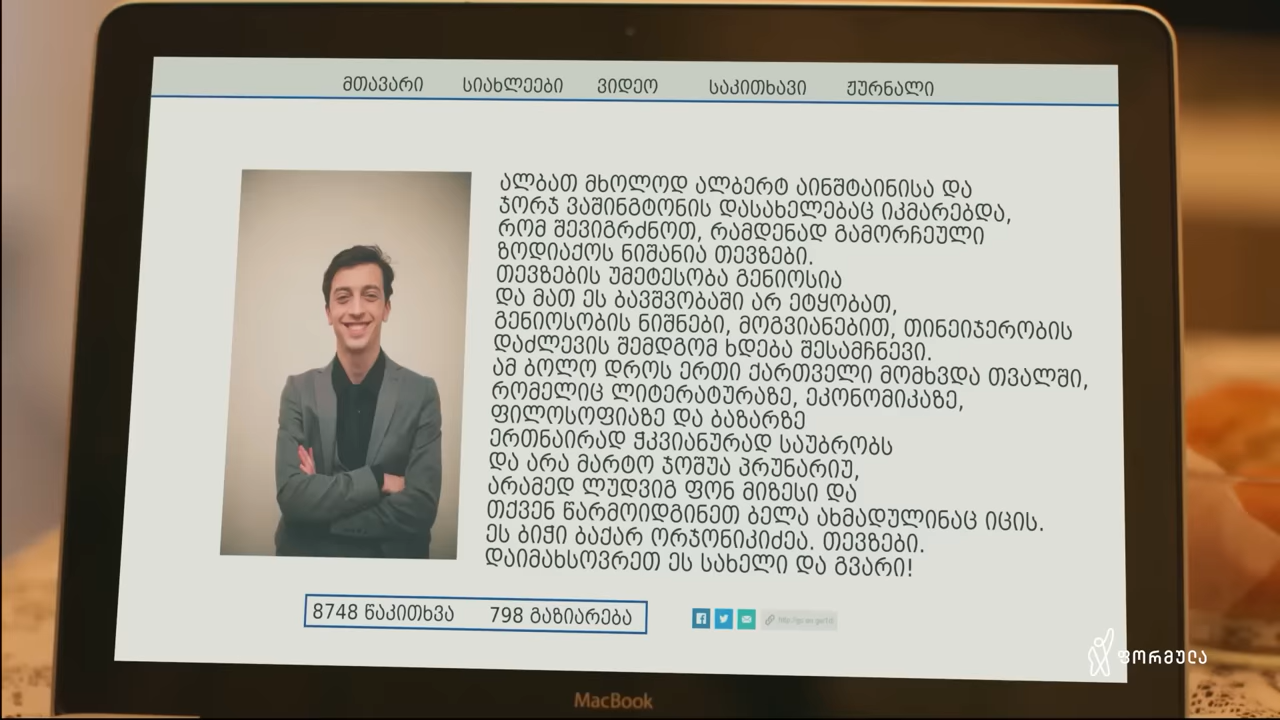 მთავარი სიახლეები ვიდეო საკითხავი ჟურნალი
ალბათ მხოლოდ ალბერტ აინშტაინისა და
ჯორჯ ვაშინგტონის დასახელებაც იკმარებდა,
რომ შევიგრძნოთ, რამდენად გამორჩეული
ზოდიაქოს ნიშანია თევზები.
თევზების უმეტესობა გენიოსია
და მათ ეს ბავშვობაში არ ეტყობათ,
გენიოსობის ნიშნები, მოგვიანებით, თინეიჯერობის
დაძლევის შემდგომ ხდება შესამჩნევი.
ამ ბოლო დროს ერთი ქართველი მომხვდა თვალში,
რომელიც ლიტერატურაზე, ეკონომიკაზე,
ფილოსოფიაზე და ბაზარზე
ერთნაირად ჭკვიანურად საუბრობს
და არა მარტო ჯოშუა პრუნარიუ,
არამედ ლუდვიგ ფონ მიზესი და
თქვენ წარმოიდგინეთ ბელა ახმადულინაც იცის.
ეს ბიჭი ბაქარ ორჯონიკიძეა. თევზები.
დაიმახსოვრეთ ეს სახელი და გვარი!
8748 წაკითხვა 798 გაზიარება
ფორმულა
MacBook